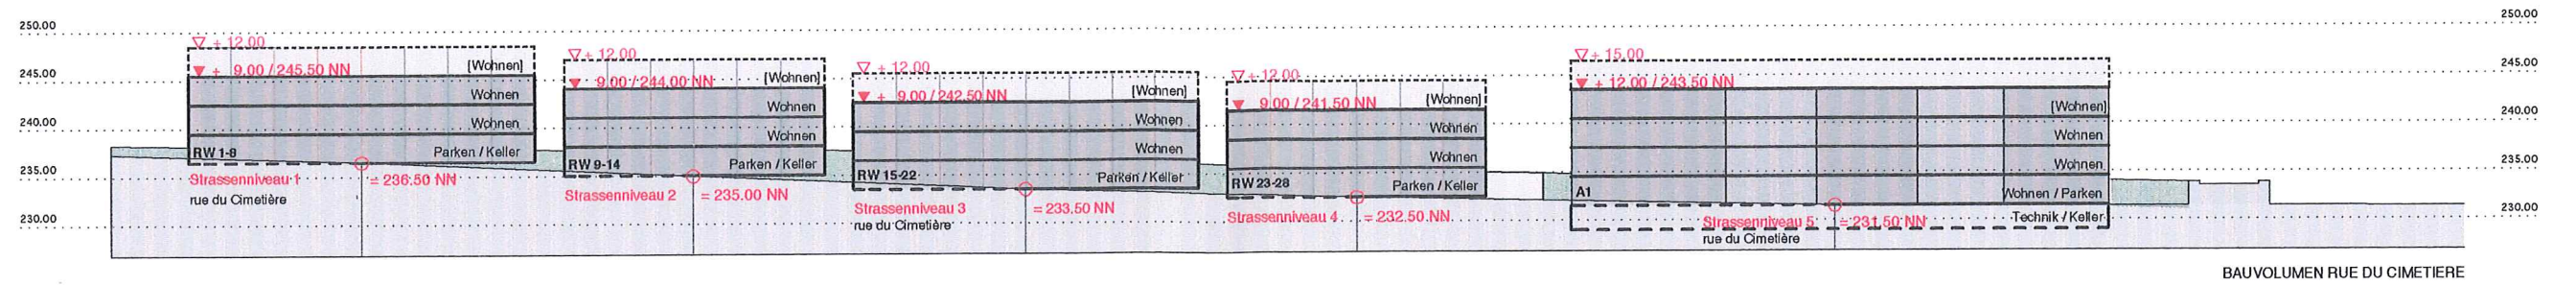 250.00
245.00
240.00
235.00
230.00
▽ + 12.00
▼ + 9.00 / 245.50 NN
[Wohnen]
Wohnen
Wohnen
RW 1-8
Parken / Keller
Strassenniveau 1
= 236.50 NN
rue du Cimetière
▽ + 12.00
▼ 9.00 / 244.00 NN
[Wohnen]
Wohnen
Wohnen
RW 9-14
Parken / Keller
Strassenniveau 2
= 235.00 NN
▽ + 12.00
▼ + 9.00 / 242.50 NN
[Wohnen]
Wohnen
Wohnen
RW 15-22
Parken / Keller
Strassenniveau 3
= 233.50 NN
rue du Cimetière
▽ + 12.00
▼ 9.00 / 241.50 NN
[Wohnen]
Wohnen
Wohnen
RW 23-28
Parken / Keller
Strassenniveau 4
= 232.50 NN
▽ + 15.00
▼ + 12.00 / 243.50 NN
[Wohnen]
Wohnen
Wohnen
A1
Wohnen / Parken
Technik / Keller
Strassenniveau 5
= 231.50 NN
rue du Cimetière
250.00
245.00
240.00
235.00
230.00
BAUVOLUMEN RUE DU CIMETIERE